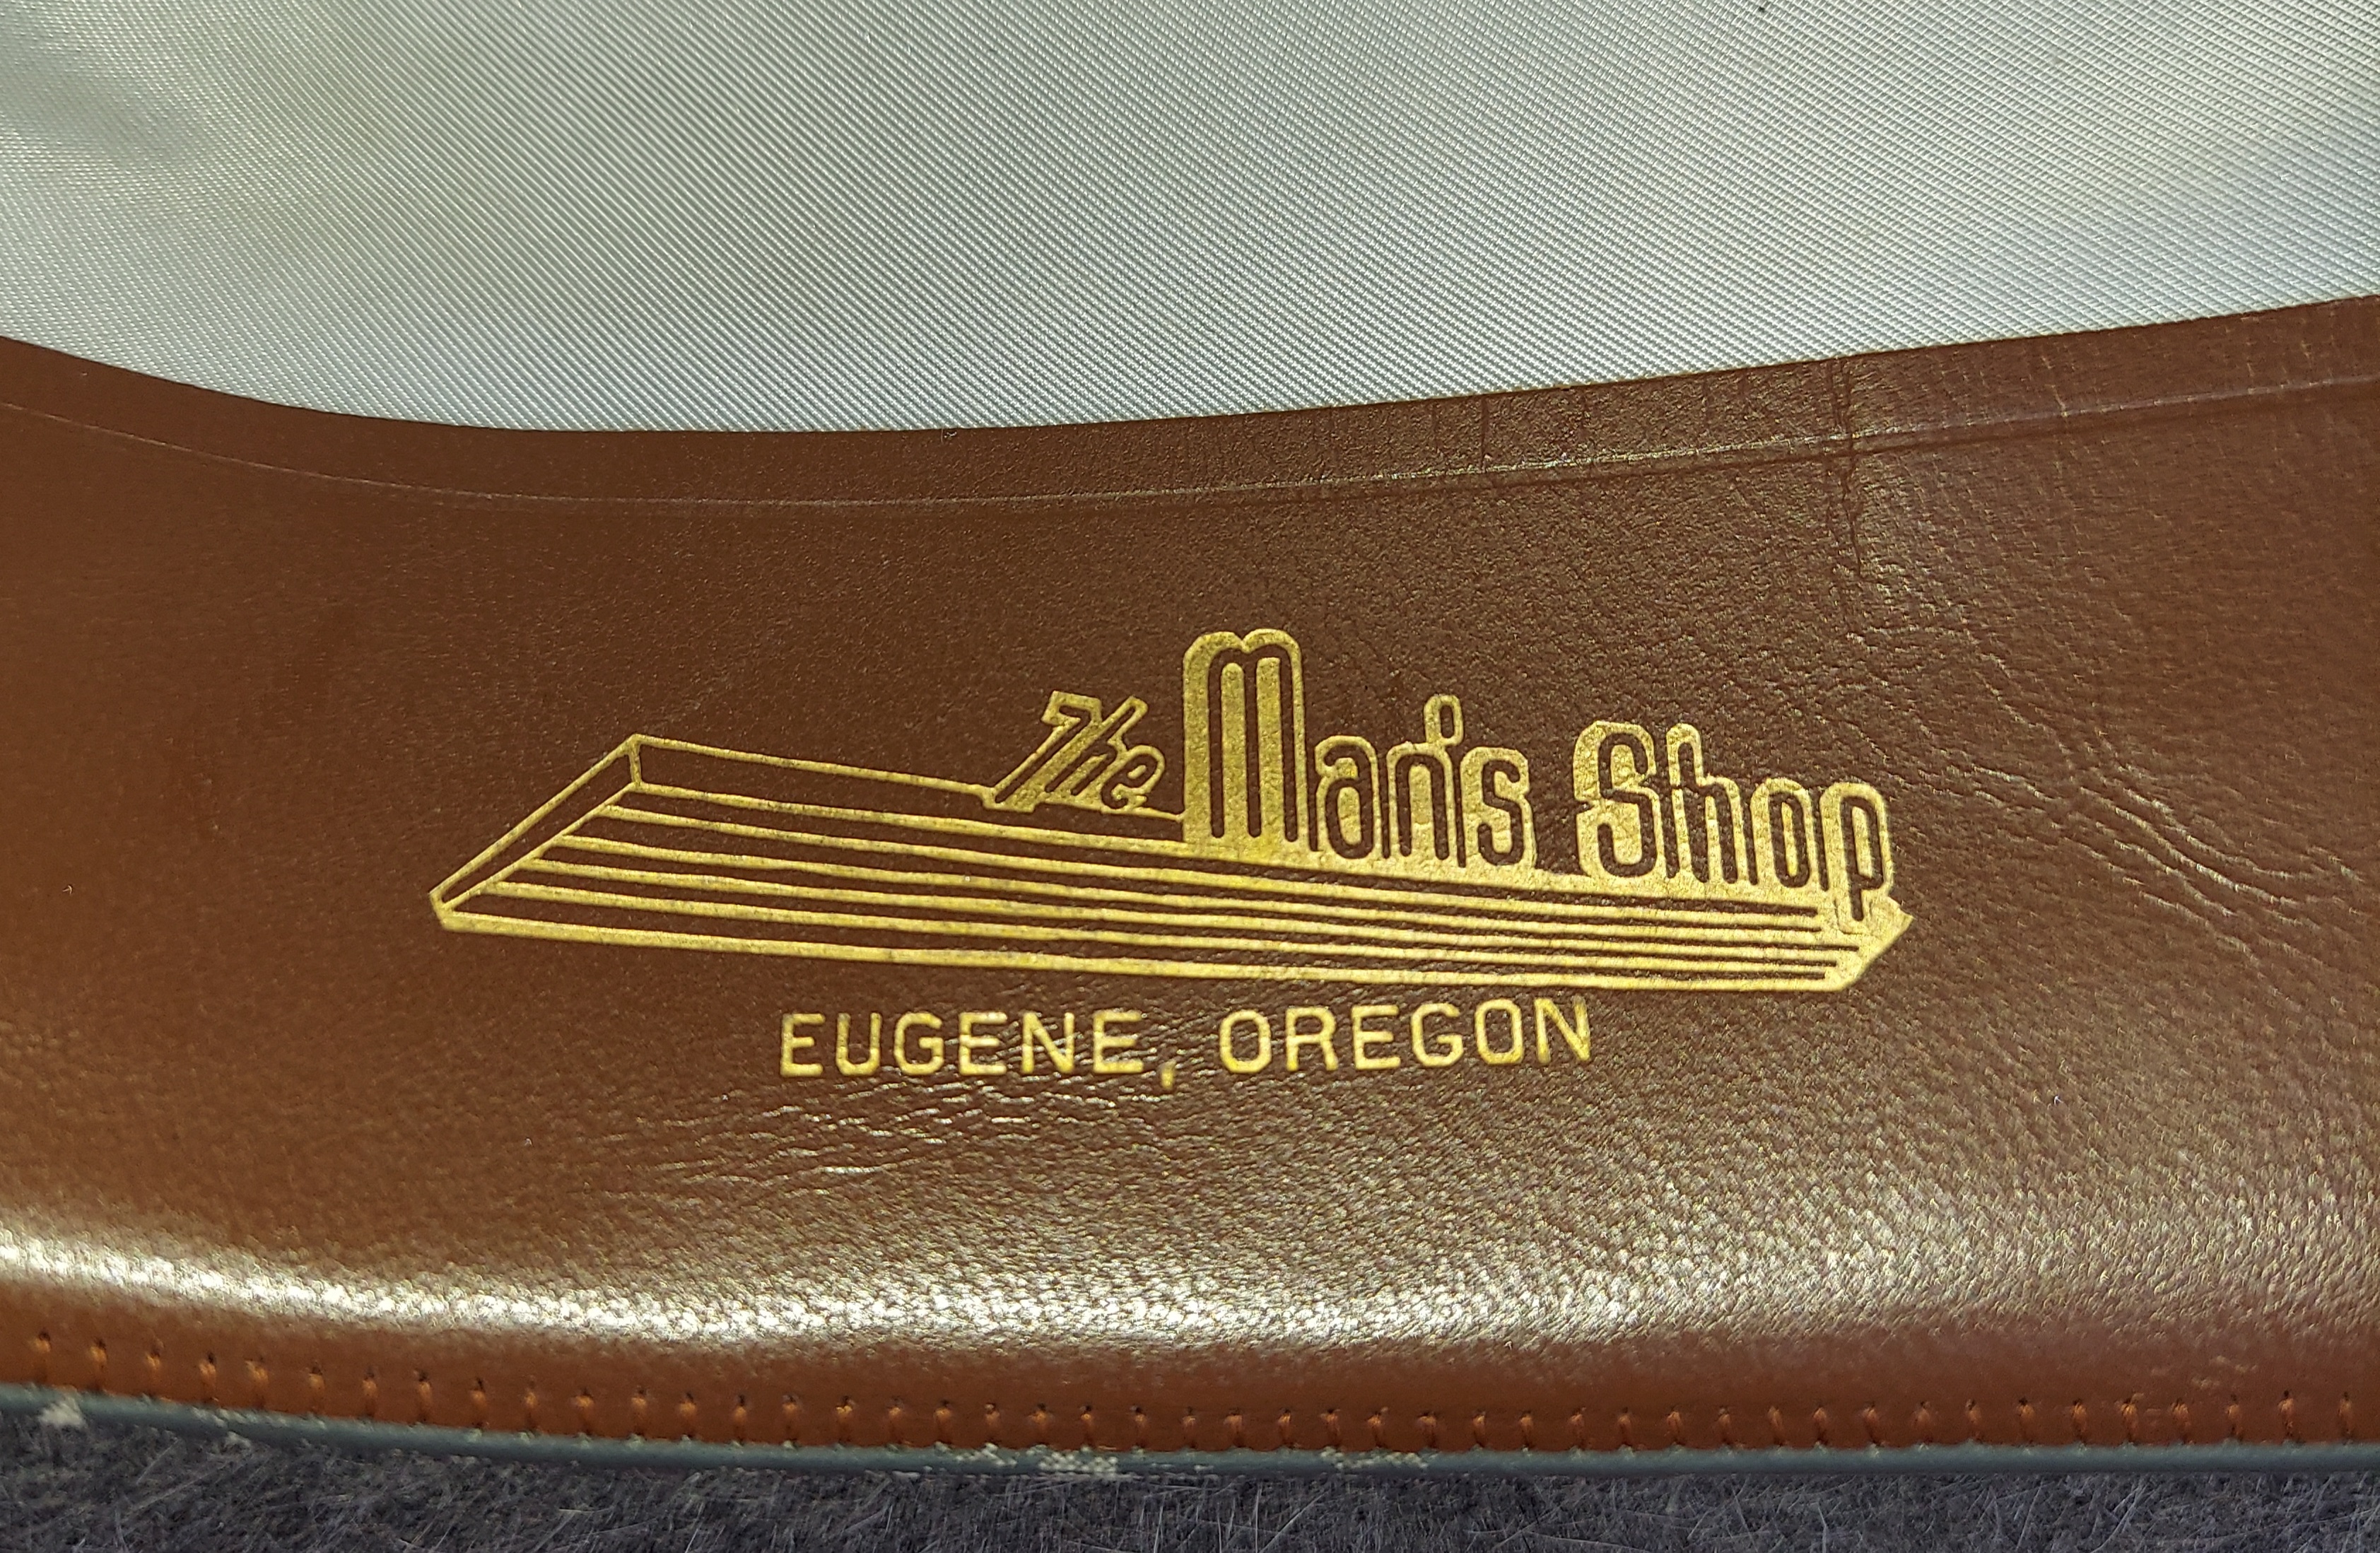 The Man's Shop
EUGENE, OREGON